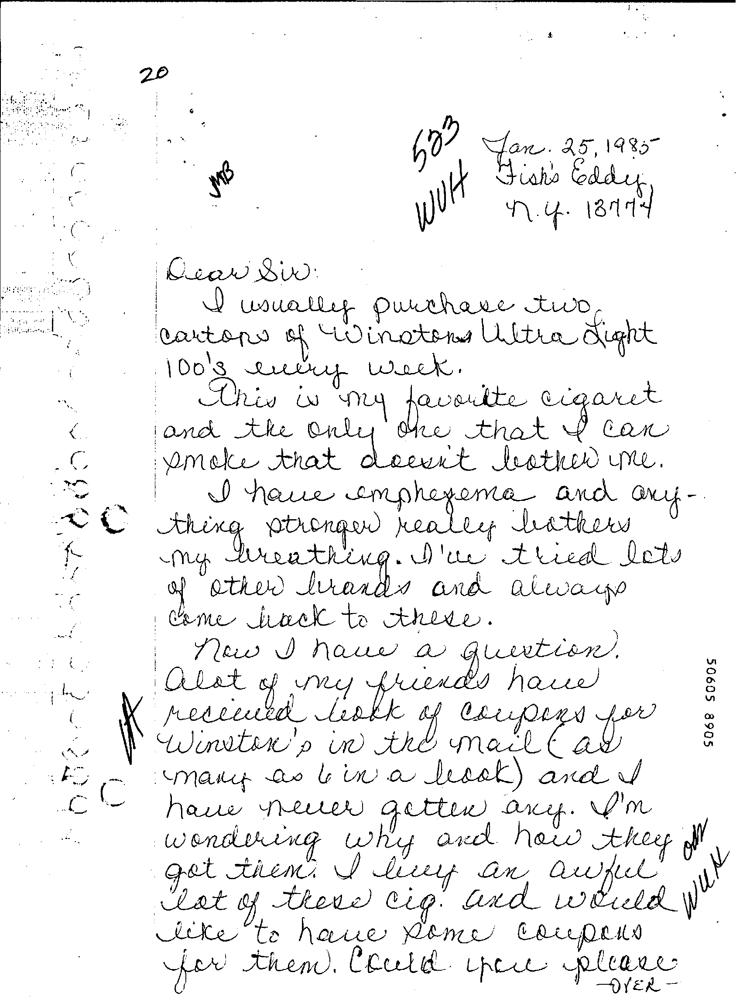 20
523
JMB
WUH
Jan. 25, 1985
Fish's Eddy,
N.Y. 13774
Dear Sir:
I usually purchase two
cartons of Winstons Ultra Light
100's every week.
This is my favorite cigaret
and the only one that I can
smoke that doesn't bother me.
I have emphezema and any-
thing stronger really bothers
my breathing. I've tried lots
of other brands and always
come back to these.
Now I have a question.
Alot of my friends have
received book of coupons for
Winston's in the mail (as
many as 6 in a book) and I
have never gotten any. I'm
wondering why and how they
got them. I buy an awful
lot of these cig. and would
like to have some coupons
for them. Could you please
-OVER-
WUH
50605 8905